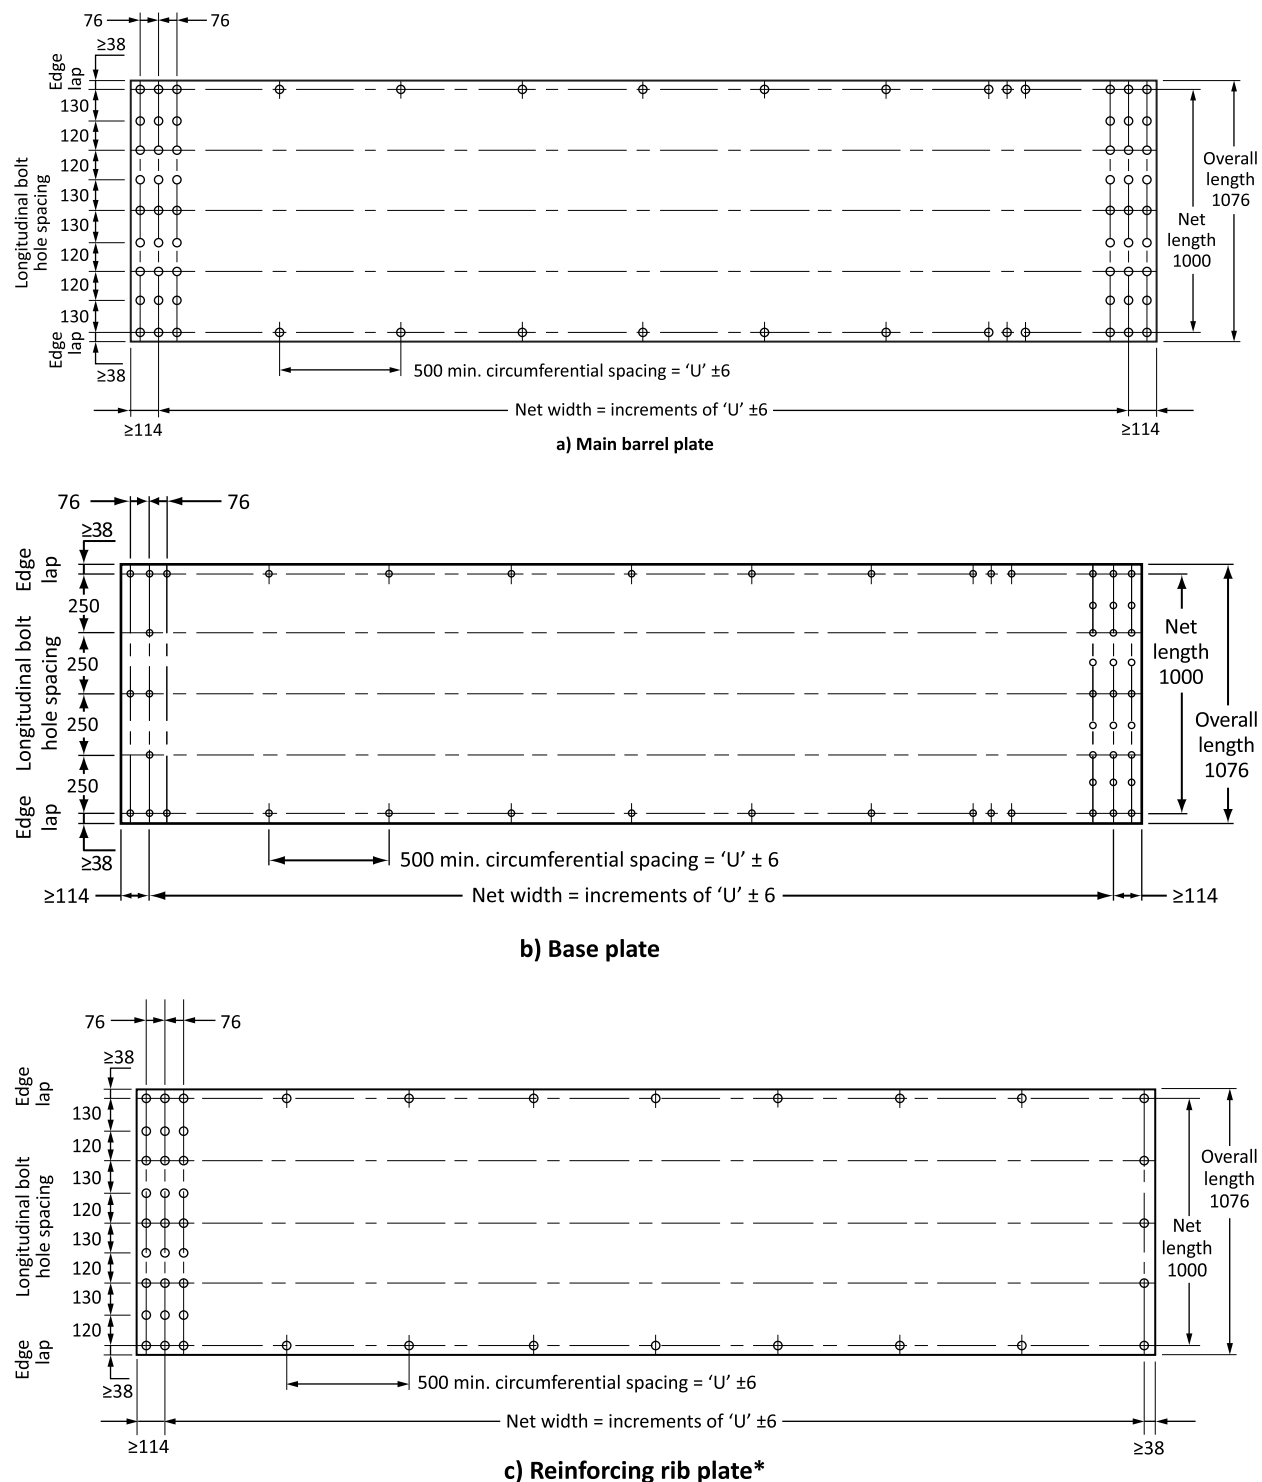 76 76
≥38
Edge
lap
130
120
120
130
130
120
120
130
Longitudinal bolt
hole spacing
Edge
lap
≥38
Overall
length
1076
Net
length
1000
500 min. circumferential spacing = ‘U’ ±6
Net width = increments of ‘U’ ±6
≥114 ≥114
a) Main barrel plate
76 76
≥38
Edge
lap
250
250
250
250
Longitudinal bolt
hole spacing
Edge
lap
≥38
Net
length
1000
Overall
length
1076
500 min. circumferential spacing = ‘U’ ± 6
≥114 Net width = increments of ‘U’ ± 6 ≥114
b) Base plate
76 76
≥38
Edge
lap
130
120
130
120
130
120
130
120
Longitudinal bolt
hole spacing
Edge
lap
≥38
Overall
length
1076
Net
length
1000
500 min. circumferential spacing = ‘U’ ±6
Net width = increments of ‘U’ ±6
≥114 ≥38
c) Reinforcing rib plate*